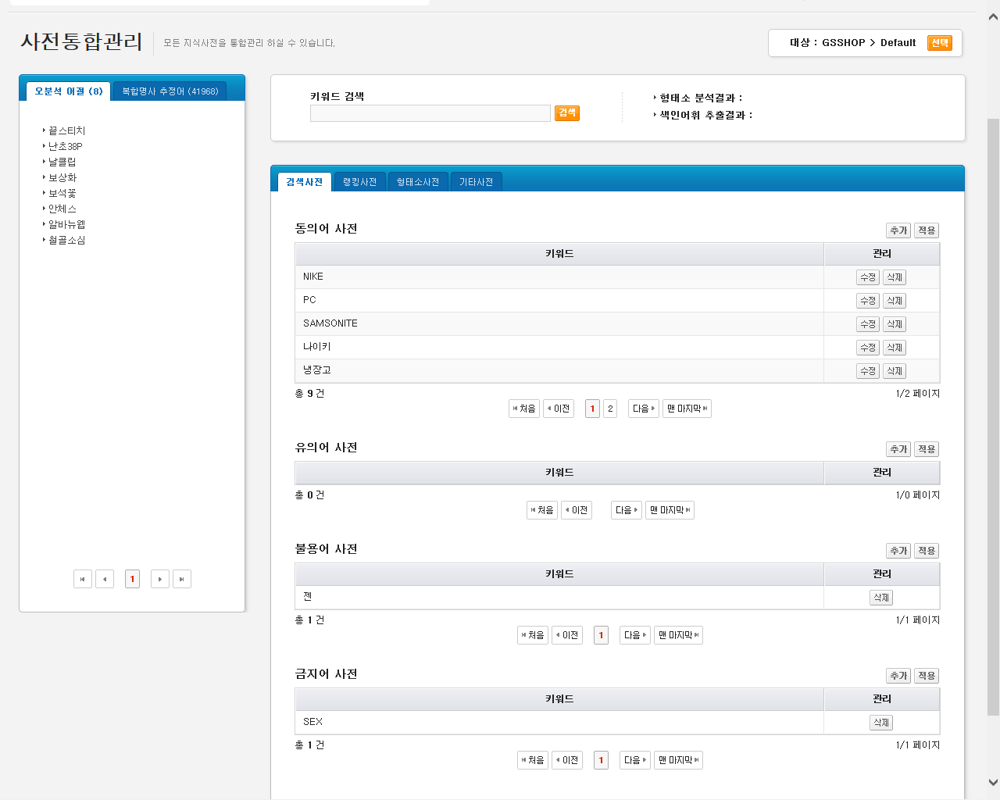 사전통합관리
모든 지식사전을 통합관리 하실 수 있습니다.
대상 : GSSHOP > Default 선택
오분석 어절 (8) 복합명사 추정어 (41968)
끝스티치
난초38P
날클럽
보상화
보석꽃
안체스
알바뉴웹
철골소심
1
키워드 검색
검색
형태소 분석결과 :
색인어휘 추출결과 :
검색사전 랭킹사전 형태소사전 기타사전
동의어 사전 추가 적용
키워드 관리
NIKE 수정 삭제
PC 수정 삭제
SAMSONITE 수정 삭제
나이키 수정 삭제
냉장고 수정 삭제
총 9 건 1/2 페이지
처음 이전 1 2 다음 맨 마지막
유의어 사전 추가 적용
키워드 관리
총 0 건 1/0 페이지
처음 이전 다음 맨 마지막
불용어 사전 추가 적용
키워드 관리
젠 삭제
총 1 건 1/1 페이지
처음 이전 1 다음 맨 마지막
금지어 사전 추가 적용
키워드 관리
SEX 삭제
총 1 건 1/1 페이지
처음 이전 1 다음 맨 마지막